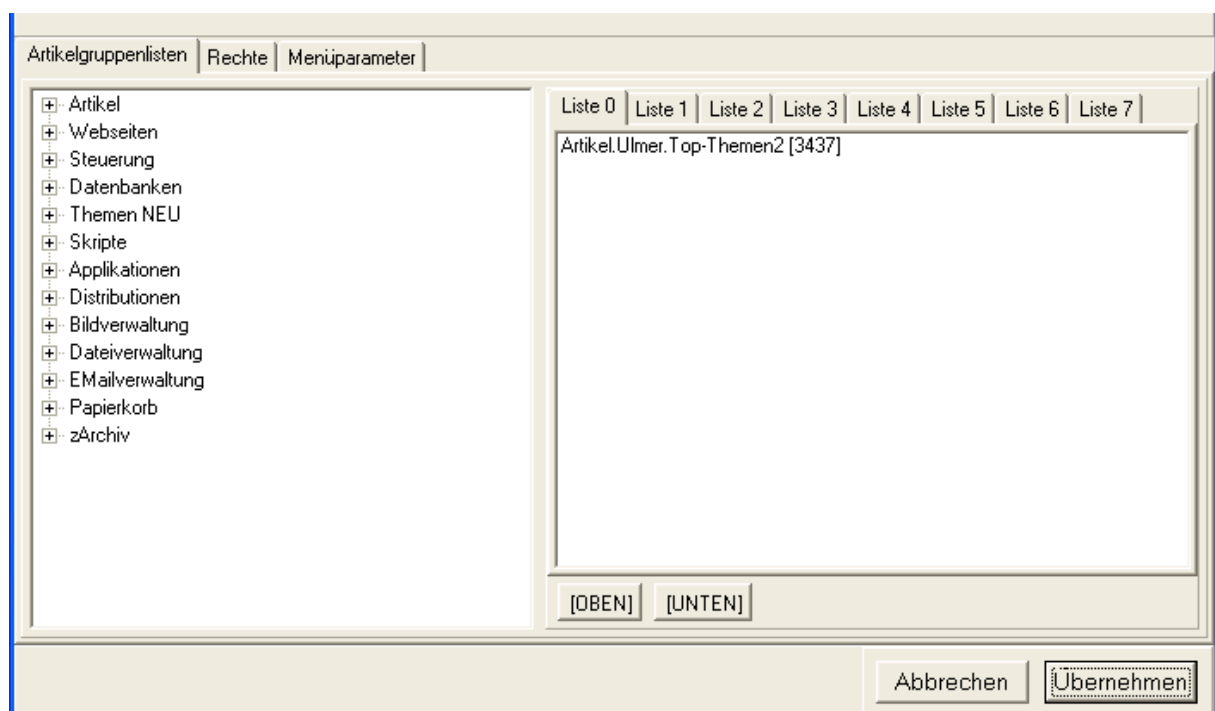 Artikelgruppenlisten Rechte Menüparameter
Artikel
Webseiten
Steuerung
Datenbanken
Themen NEU
Skripte
Applikationen
Distributionen
Bildverwaltung
Dateiverwaltung
EMailverwaltung
Papierkorb
zArchiv
Liste 0 Liste 1 Liste 2 Liste 3 Liste 4 Liste 5 Liste 6 Liste 7
Artikel.Ulmer.Top-Themen2 [3437]
[OBEN] [UNTEN]
Abbrechen Übernehmen